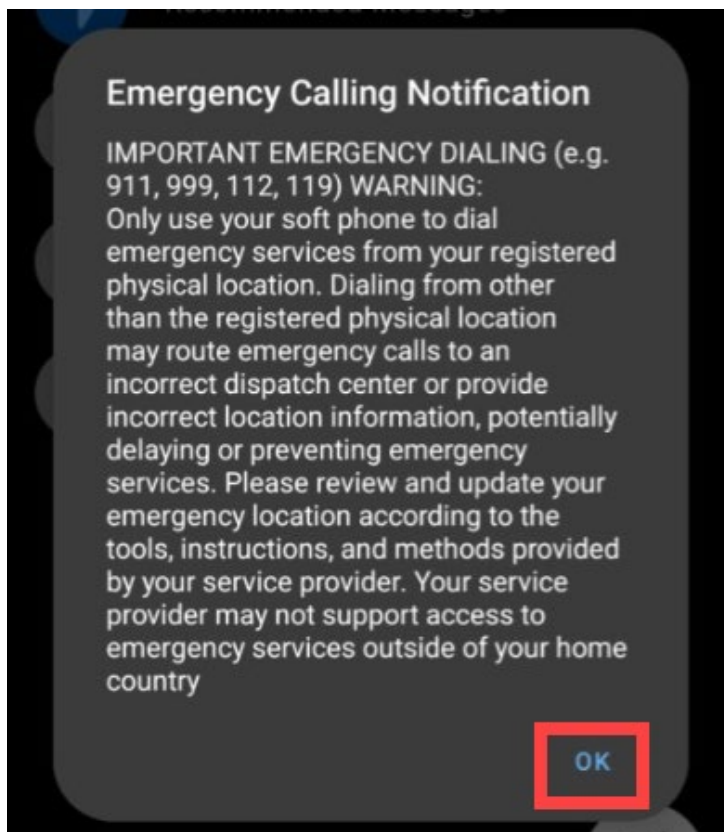 Emergency Calling Notification
IMPORTANT EMERGENCY DIALING (e.g.
911, 999, 112, 119) WARNING:
Only use your soft phone to dial
emergency services from your registered
physical location. Dialing from other
than the registered physical location
may route emergency calls to an
incorrect dispatch center or provide
incorrect location information, potentially
delaying or preventing emergency
services. Please review and update your
emergency location according to the
tools, instructions, and methods provided
by your service provider. Your service
provider may not support access to
emergency services outside of your home
country
OK